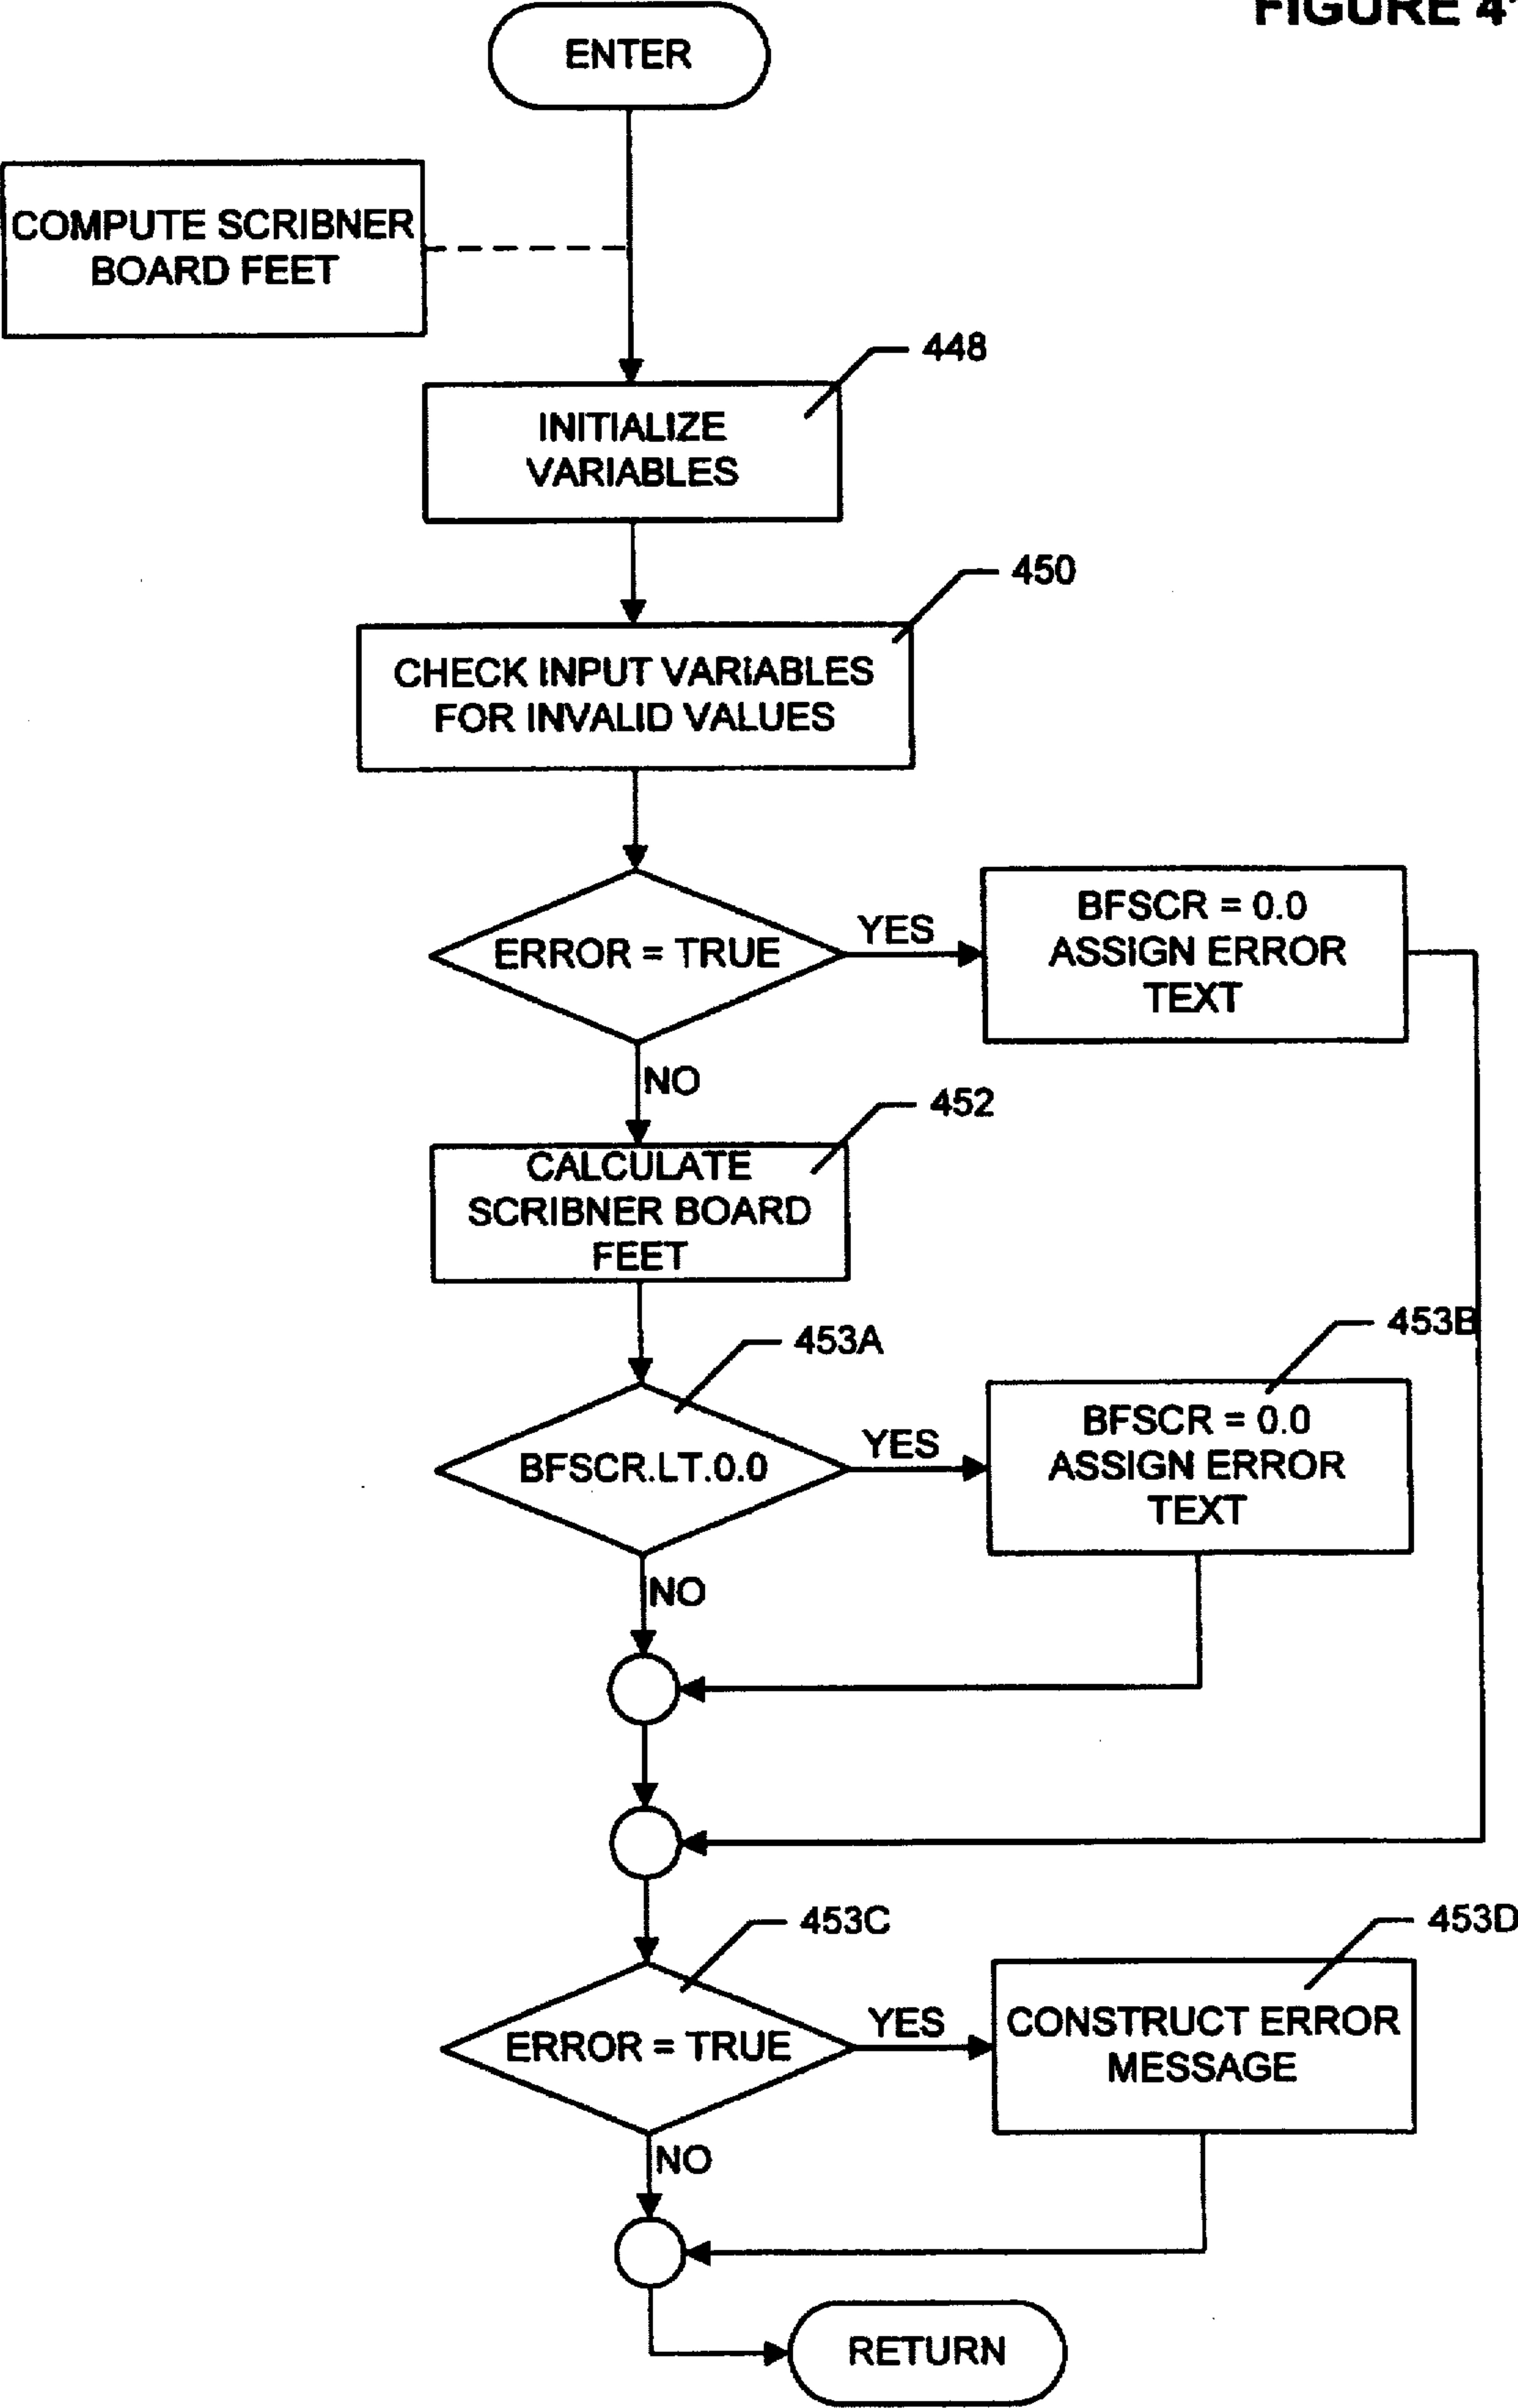 FIGURE 4
ENTER
COMPUTE SCRIBNER
BOARD FEET
448
INITIALIZE
VARIABLES
450
CHECK INPUT VARIABLES
FOR INVALID VALUES
ERROR = TRUE
YES
BFSCR = 0.0
ASSIGN ERROR
TEXT
NO
452
CALCULATE
SCRIBNER BOARD
FEET
453A
453B
BFSCR.LT.0.0
YES
BFSCR = 0.0
ASSIGN ERROR
TEXT
NO
453C
453D
ERROR = TRUE
YES
CONSTRUCT ERROR
MESSAGE
NO
RETURN